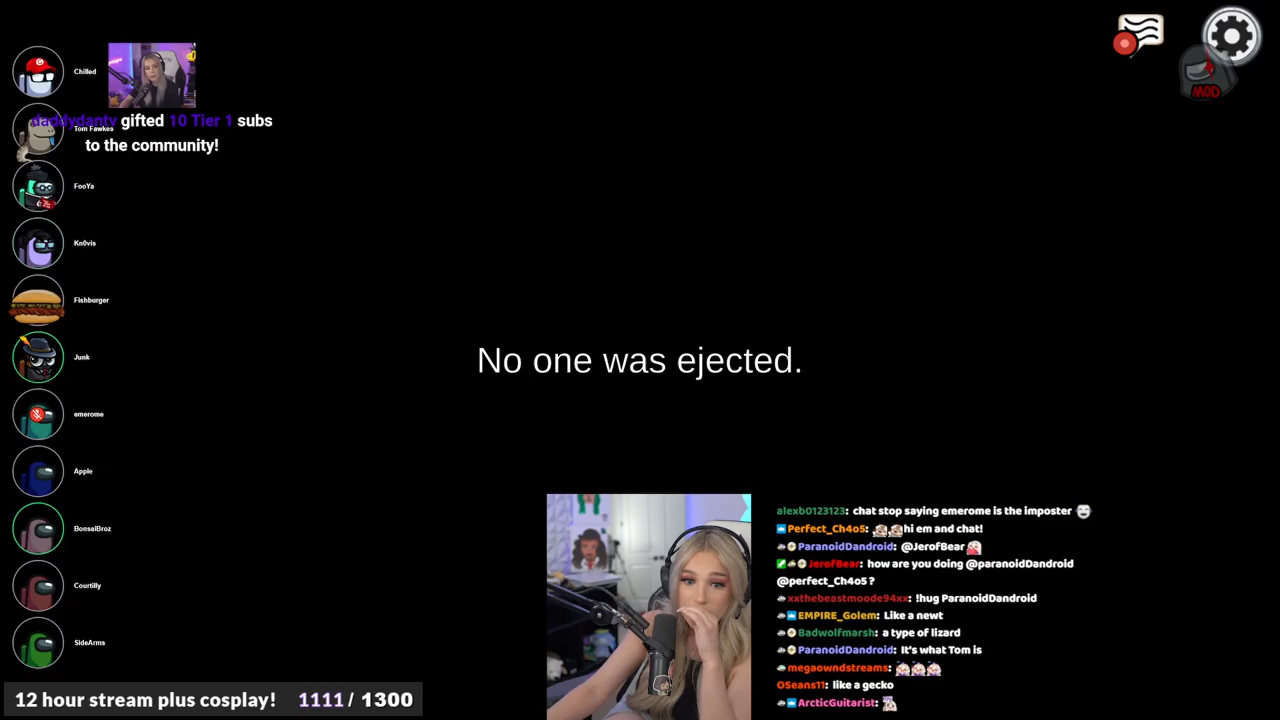 MOD
Chilled
daddydantv gifted 10 Tier 1 subs
to the community!
Tom Fawkes
FooYa
Kn0vis
Fishburger
Junk
emerome
Apple
BonsaiBroz
Courtilly
SideArms
No one was ejected.
alexb0123123: chat stop saying emerome is the imposter
Perfect_Ch4o5: hi em and chat!
ParanoidDandroid: @JerofBear
JerofBear: how are you doing @paranoidDandroid
@perfect_Ch4o5 ?
xxthebeastmoode94xx: !hug ParanoidDandroid
EMPIRE_Golem: Like a newt
Badwolfmarsh: a type of lizard
ParanoidDandroid: It's what Tom is
megaowndstreams:
OSeans11: like a gecko
ArcticGuitarist:
12 hour stream plus cosplay! 1111 / 1300